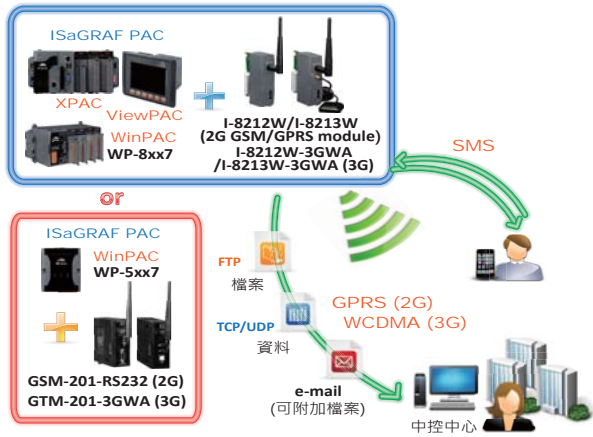 ISaGRAF PAC
XPAC
ViewPAC
WinPAC
WP-8xx7
I-8212W/I-8213W
(2G GSM/GPRS module)
I-8212W-3GWA
/I-8213W-3GWA (3G)
SMS
or
ISaGRAF PAC
WinPAC
WP-5xx7
GSM-201-RS232 (2G)
GTM-201-3GWA (3G)
FTP
檔案
GPRS (2G)
WCDMA (3G)
TCP/UDP
資料
e-mail
(可附加檔案)
中控中心